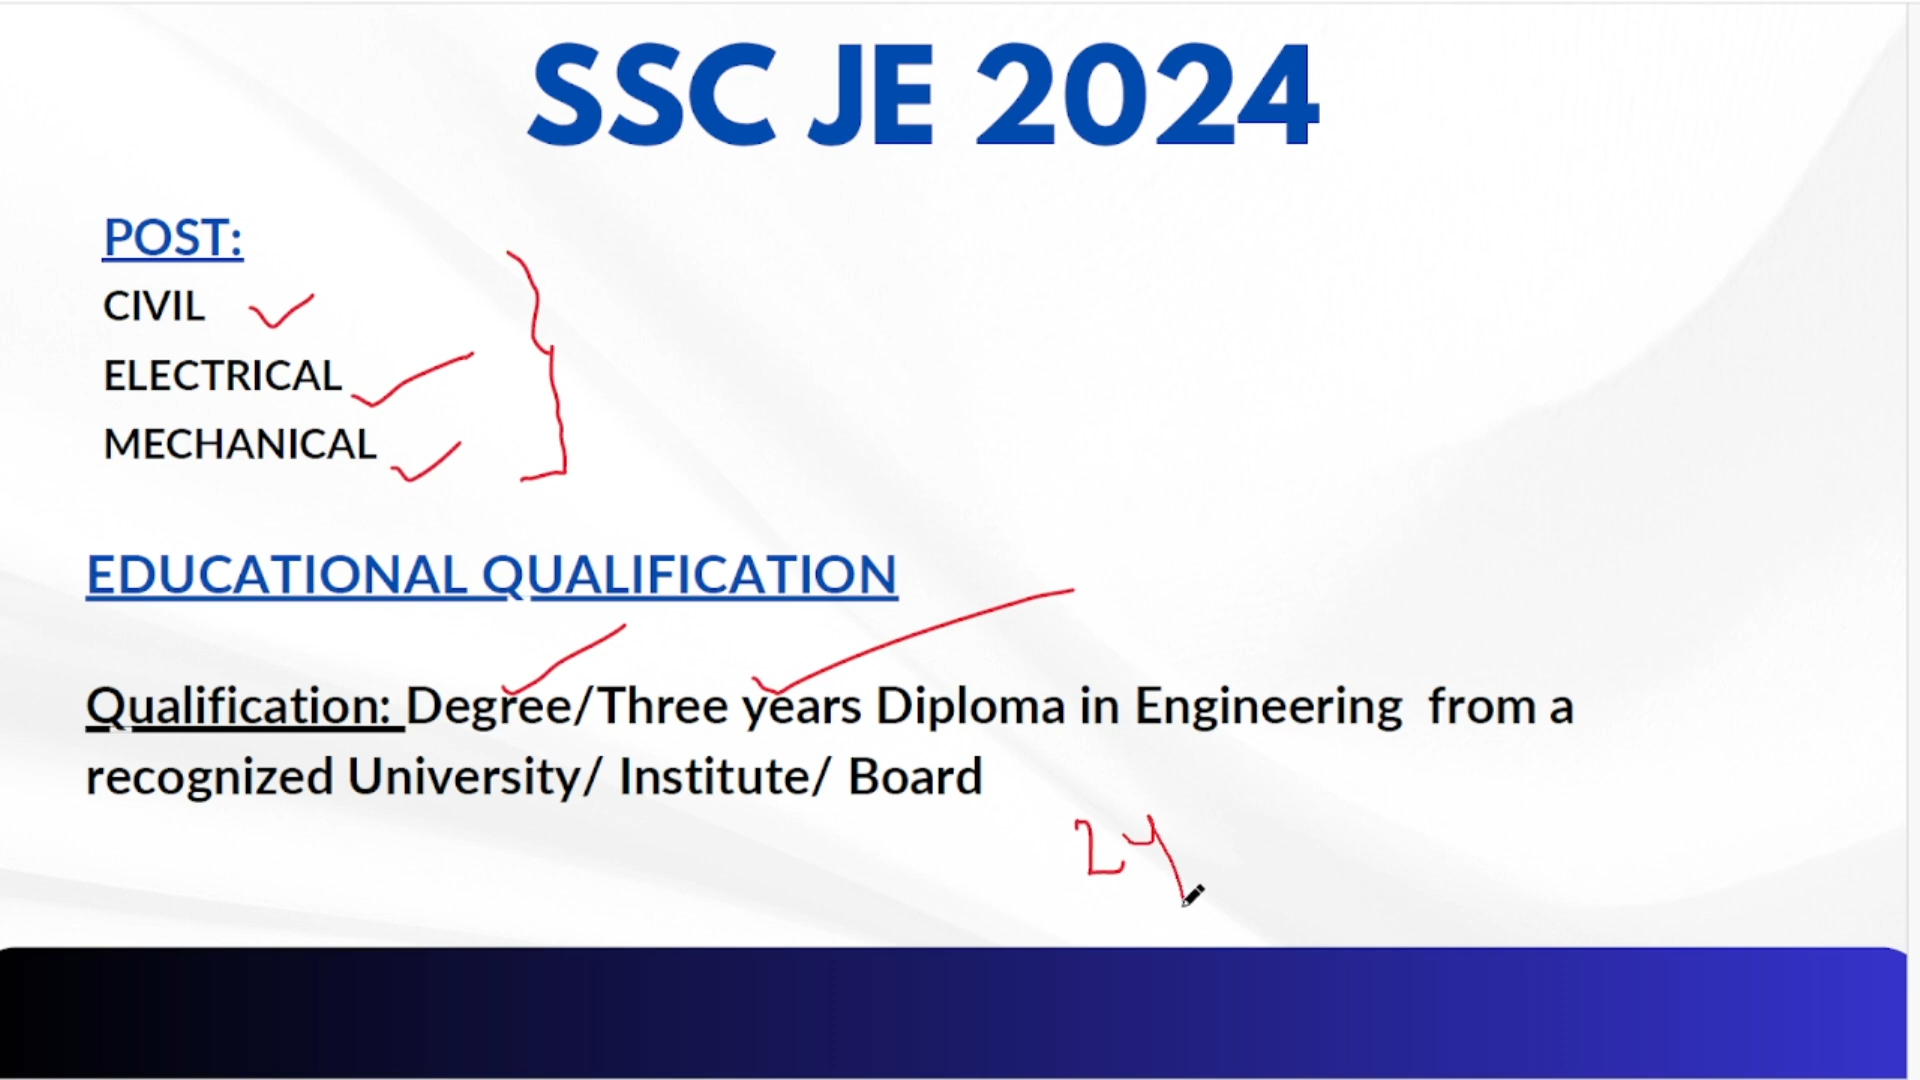 SSC JE 2024
POST:
CIVIL
ELECTRICAL
MECHANICAL
EDUCATIONAL QUALIFICATION
Qualification: Degree/Three years Diploma in Engineering from a
recognized University/ Institute/ Board
24